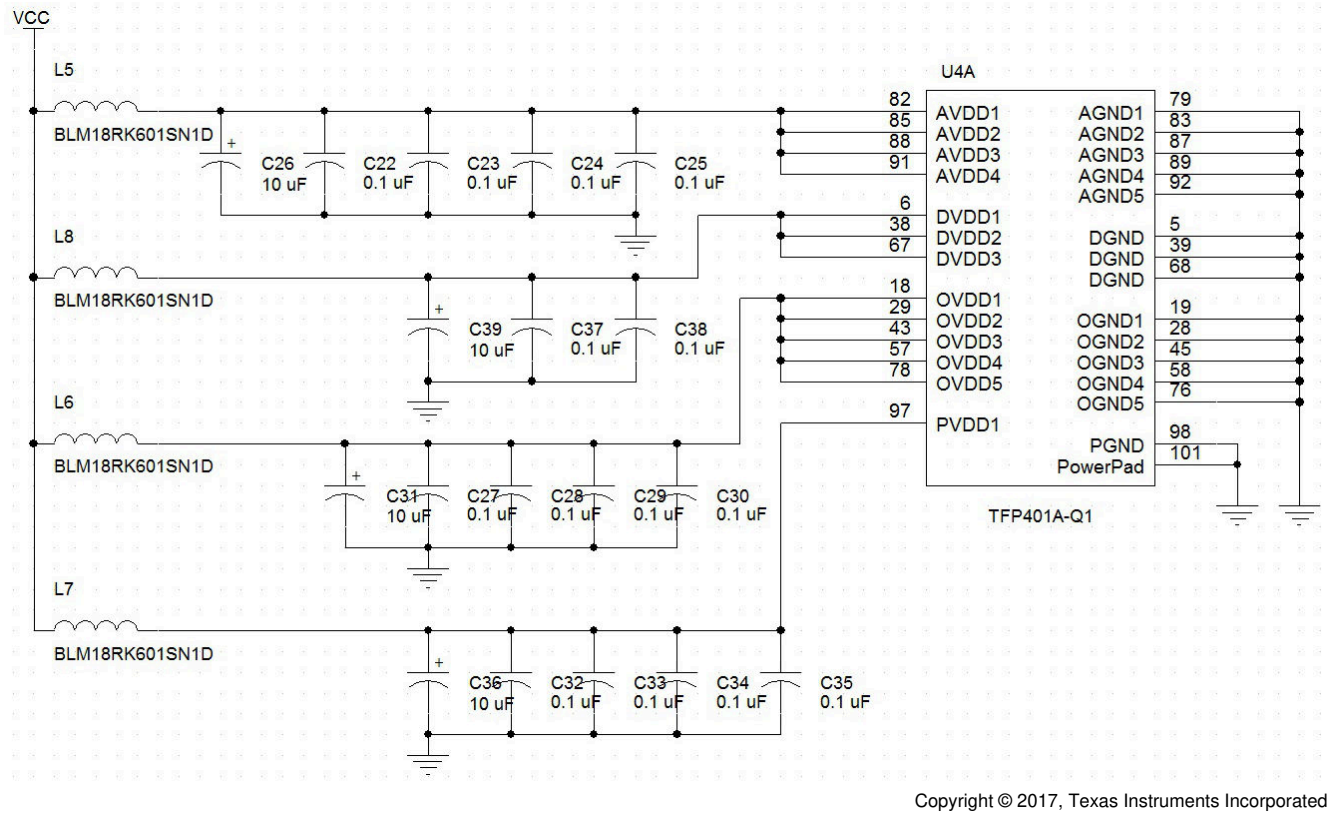 VCC
L5
BLM18RK601SN1D
+
C26
10 uF
C22
0.1 uF
C23
0.1 uF
C24
0.1 uF
C25
0.1 uF
L8
BLM18RK601SN1D
+
C39
10 uF
C37
0.1 uF
C38
0.1 uF
L6
BLM18RK601SN1D
+
C31
10 uF
C27
0.1 uF
C28
0.1 uF
C29
0.1 uF
C30
0.1 uF
L7
BLM18RK601SN1D
+
C36
10 uF
C32
0.1 uF
C33
0.1 uF
C34
0.1 uF
C35
0.1 uF
U4A
82 AVDD1
85 AVDD2
88 AVDD3
91 AVDD4
6 DVDD1
38 DVDD2
67 DVDD3
18 OVDD1
29 OVDD2
43 OVDD3
57 OVDD4
78 OVDD5
97 PVDD1
AGND1 79
AGND2 83
AGND3 87
AGND4 89
AGND5 92
DGND 5
DGND 39
DGND 68
OGND1 19
OGND2 28
OGND3 45
OGND4 58
OGND5 76
PGND 98
PowerPad 101
TFP401A-Q1
Copyright © 2017, Texas Instruments Incorporated